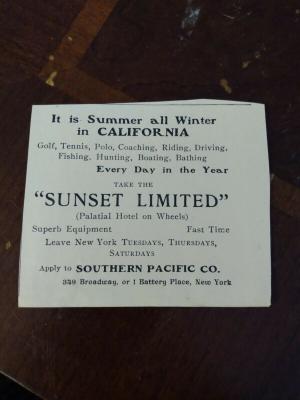 It is Summer all Winter
in CALIFORNIA
Golf, Tennis, Polo, Coaching, Riding, Driving,
Fishing, Hunting, Boating, Bathing
Every Day in the Year
TAKE THE
"SUNSET LIMITED"
(Palatial Hotel on Wheels)
Superb Equipment Fast Time
Leave New York TUESDAYS, THURSDAYS,
SATURDAYS
Apply to SOUTHERN PACIFIC CO.
349 Broadway, or 1 Battery Place, New York